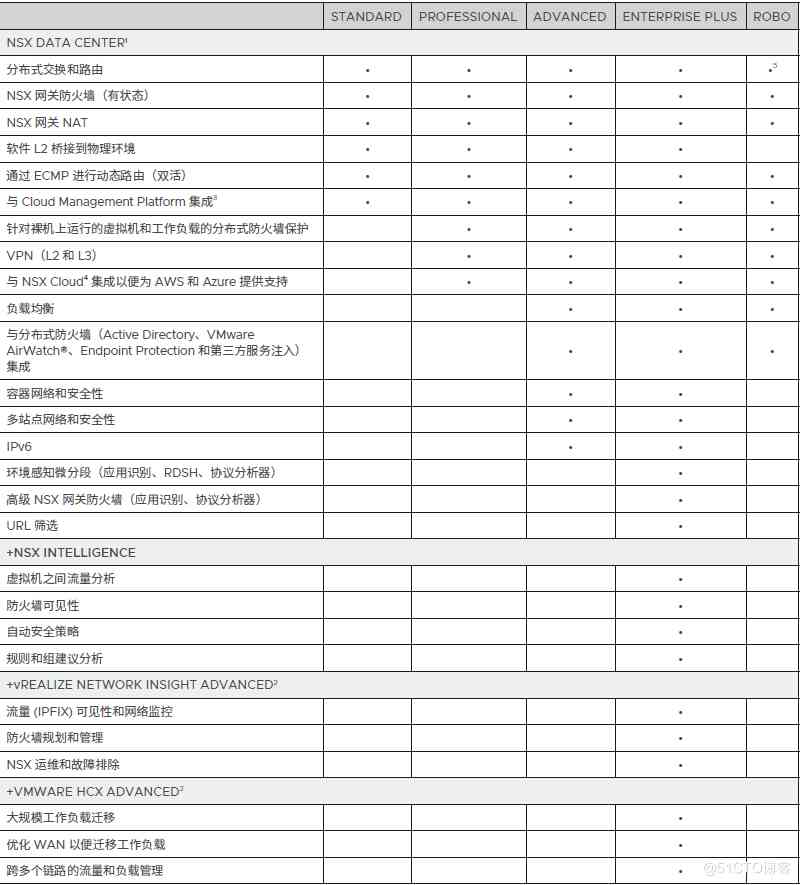 STANDARD PROFESSIONAL ADVANCED ENTERPRISE PLUS ROBO
NSX DATA CENTER¹
分布式交换和路由 • • • • •⁵
NSX 网关防火墙（有状态） • • • • •
NSX 网关 NAT • • • • •
软件 L2 桥接到物理环境 • • • •
通过 ECMP 进行动态路由（双活） • • • • •
与 Cloud Management Platform 集成³ • • • • •
针对裸机上运行的虚拟机和工作负载的分布式防火墙保护 • • • •
VPN（L2 和 L3） • • • •
与 NSX Cloud⁴ 集成以便为 AWS 和 Azure 提供支持 • • • •
负载均衡 • • •
与分布式防火墙（Active Directory、VMware
AirWatch®、Endpoint Protection 和第三方服务注入） • • •
集成
容器网络和安全性 • •
多站点网络和安全性 • •
IPv6 • •
环境感知微分段（应用识别、RDSH、协议分析器） •
高级 NSX 网关防火墙（应用识别、协议分析器） •
URL 筛选 •
+NSX INTELLIGENCE
虚拟机之间流量分析 •
防火墙可见性 •
自动安全策略 •
规则和组建议分析 •
+vREALIZE NETWORK INSIGHT ADVANCED²
流量 (IPFIX) 可见性和网络监控 •
防火墙规划和管理 •
NSX 运维和故障排除 •
+VMWARE HCX ADVANCED²
大规模工作负载迁移 •
优化 WAN 以便迁移工作负载 •
跨多个链路的流量和负载管理 •
@51CTO博客